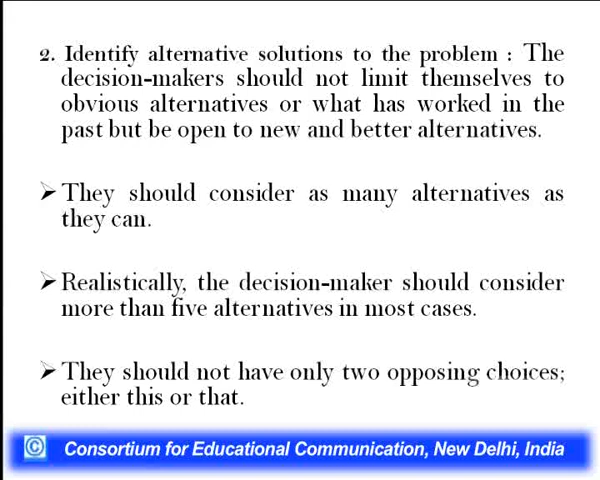 2. Identify alternative solutions to the problem : The
decision-makers should not limit themselves to
obvious alternatives or what has worked in the
past but be open to new and better alternatives.
➢ They should consider as many alternatives as
they can.
➢ Realistically, the decision-maker should consider
more than five alternatives in most cases.
➢ They should not have only two opposing choices;
either this or that.
© Consortium for Educational Communication, New Delhi, India